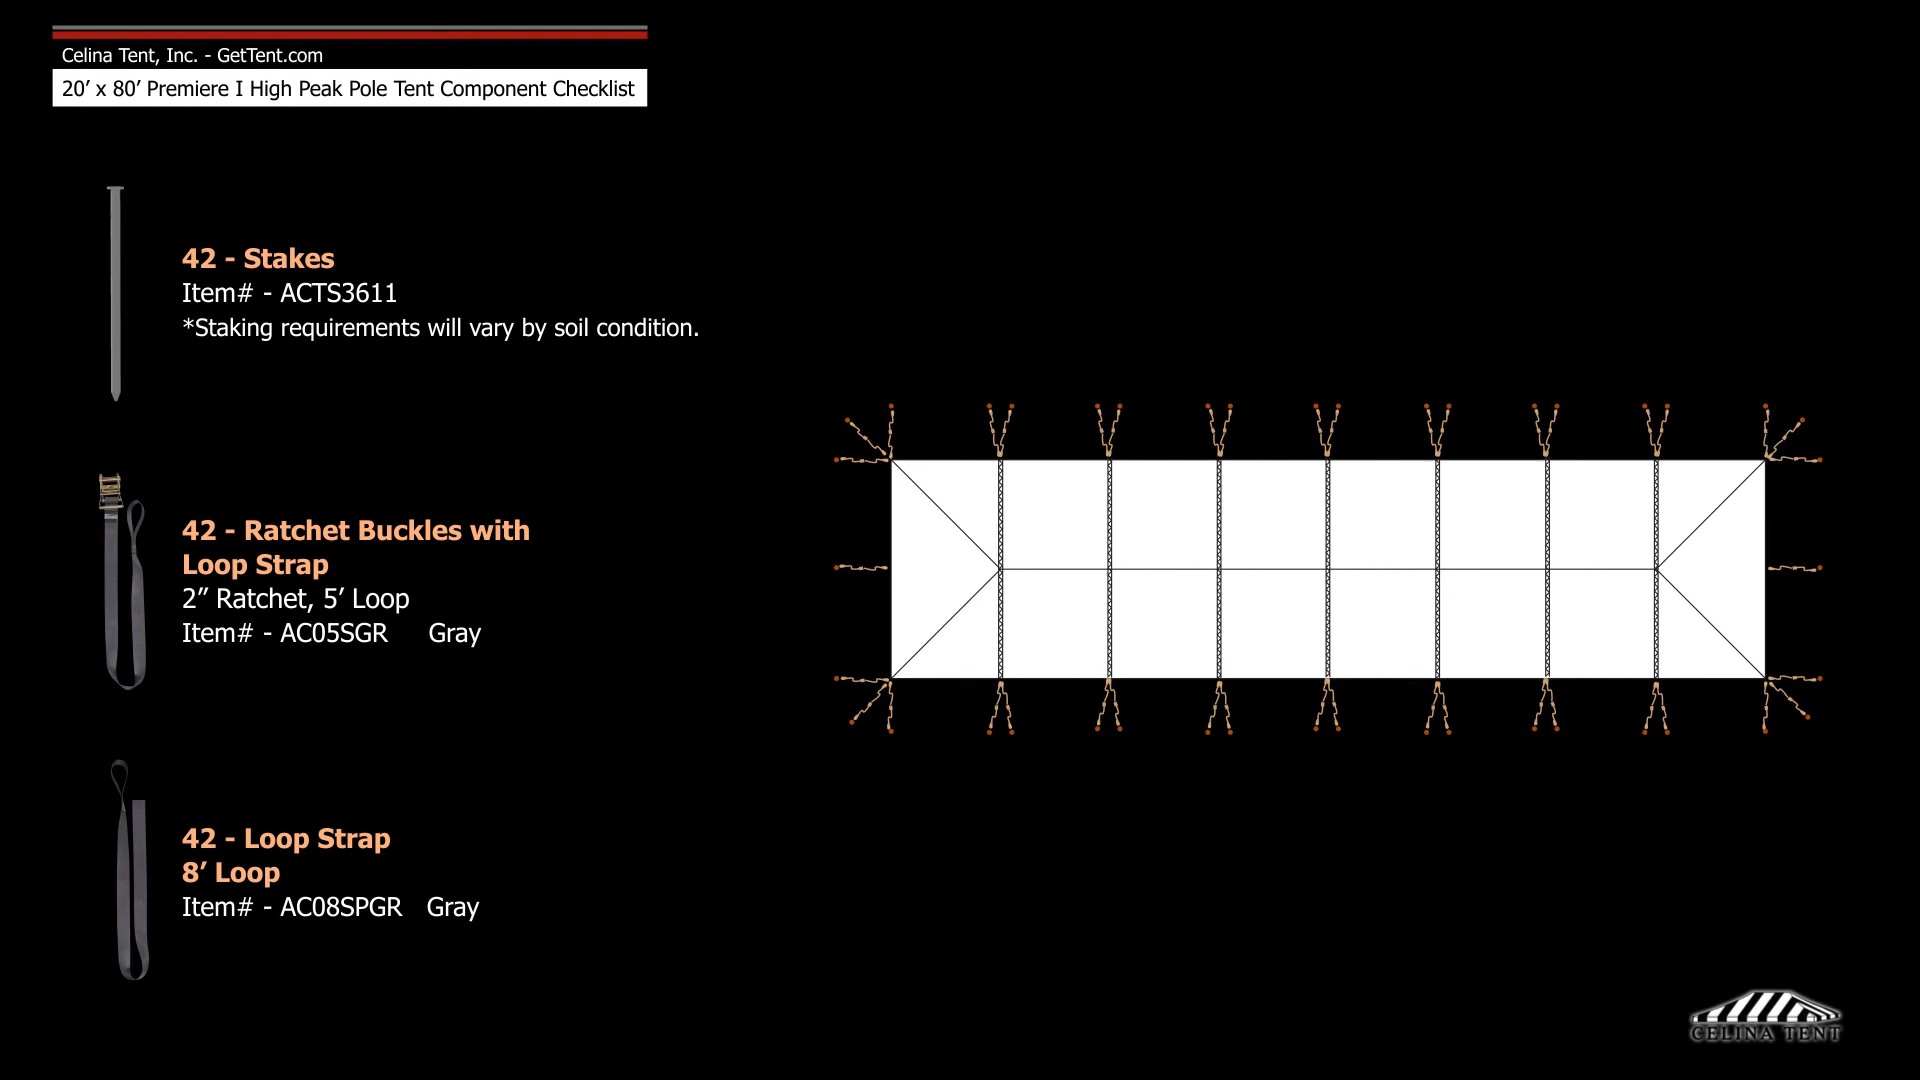 Celina Tent, Inc. - GetTent.com
20’ x 80’ Premiere I High Peak Pole Tent Component Checklist
42 - Stakes
Item# - ACTS3611
*Staking requirements will vary by soil condition.
42 - Ratchet Buckles with
Loop Strap
2” Ratchet, 5’ Loop
Item# - AC05SGR Gray
42 - Loop Strap
8’ Loop
Item# - AC08SPGR Gray
CELINA TENT